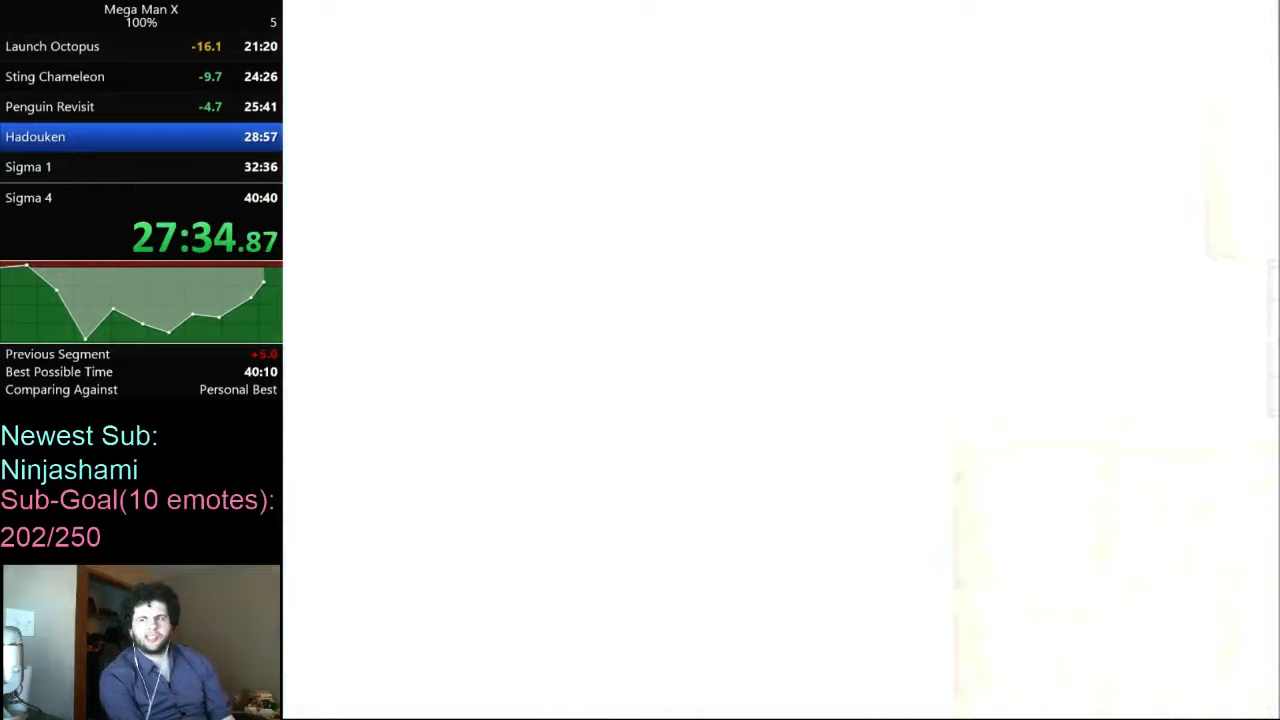 Mega Man X
100%
5
Launch Octopus -16.1 21:20
Sting Chameleon -9.7 24:26
Penguin Revisit -4.7 25:41
Hadouken 28:57
Sigma 1 32:36
Sigma 4 40:40
27:34.87
Previous Segment +5.0
Best Possible Time 40:10
Comparing Against Personal Best
Newest Sub:
Ninjashami
Sub-Goal(10 emotes):
202/250